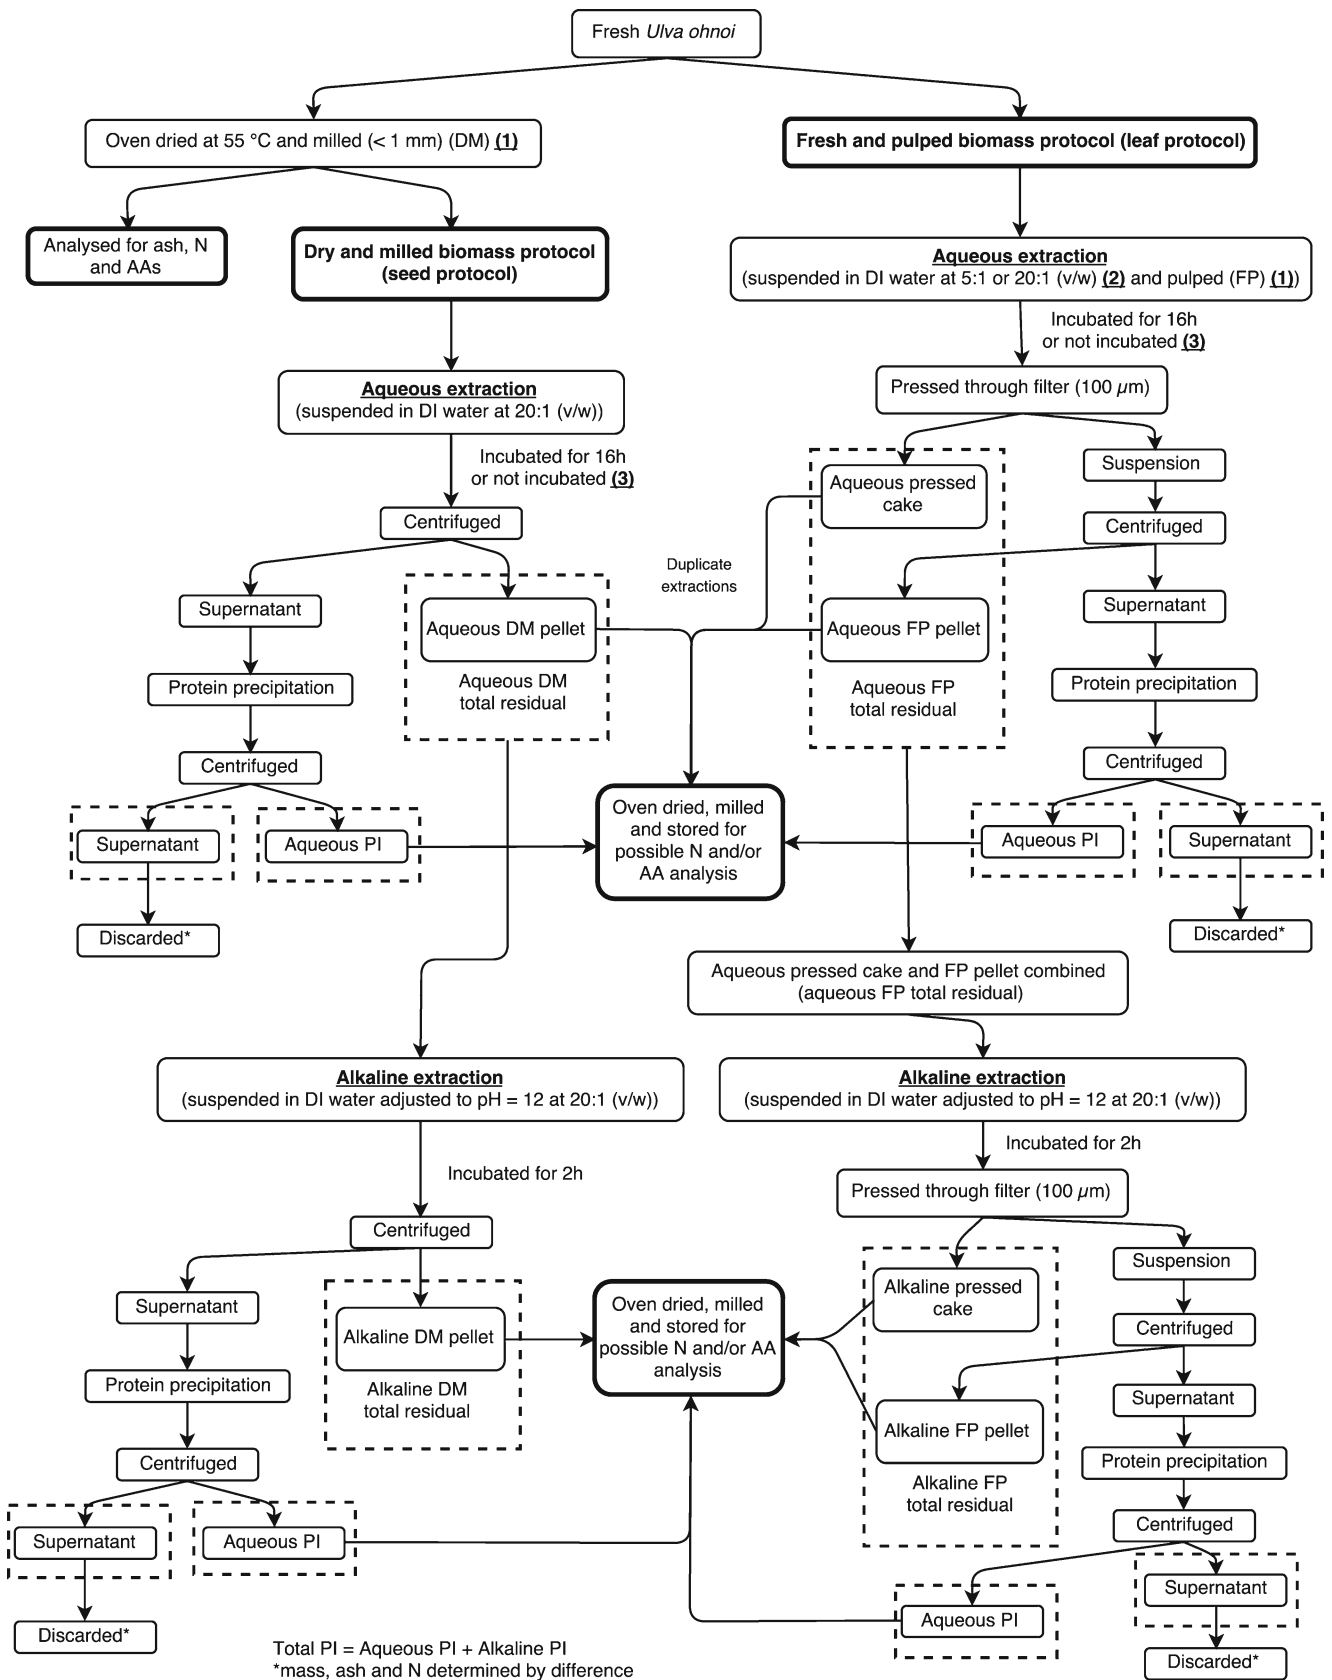 Fresh Ulva ohnoi
Oven dried at 55 °C and milled (< 1 mm) (DM) (1)
Fresh and pulped biomass protocol (leaf protocol)
Analysed for ash, N
and AAs
Dry and milled biomass protocol
(seed protocol)
Aqueous extraction
(suspended in DI water at 5:1 or 20:1 (v/w) (2) and pulped (FP) (1))
Incubated for 16h
or not incubated (3)
Aqueous extraction
(suspended in DI water at 20:1 (v/w))
Pressed through filter (100 µm)
Incubated for 16h
or not incubated (3)
Aqueous pressed
cake
Suspension
Centrifuged
Centrifuged
Duplicate
extractions
Supernatant
Aqueous DM pellet
Aqueous FP pellet
Supernatant
Protein precipitation
Aqueous DM
total residual
Aqueous FP
total residual
Protein precipitation
Centrifuged
Centrifuged
Supernatant
Aqueous PI
Oven dried, milled
and stored for
possible N and/or
AA analysis
Aqueous PI
Supernatant
Discarded*
Discarded*
Aqueous pressed cake and FP pellet combined
(aqueous FP total residual)
Alkaline extraction
(suspended in DI water adjusted to pH = 12 at 20:1 (v/w))
Alkaline extraction
(suspended in DI water adjusted to pH = 12 at 20:1 (v/w))
Incubated for 2h
Incubated for 2h
Pressed through filter (100 µm)
Centrifuged
Suspension
Supernatant
Alkaline DM pellet
Alkaline DM
total residual
Oven dried, milled
and stored for
possible N and/or AA
analysis
Alkaline pressed
cake
Centrifuged
Protein precipitation
Supernatant
Alkaline FP pellet
Alkaline FP
total residual
Protein precipitation
Centrifuged
Centrifuged
Supernatant
Aqueous PI
Supernatant
Aqueous PI
Discarded*
Discarded*
Total PI = Aqueous PI + Alkaline PI
*mass, ash and N determined by difference